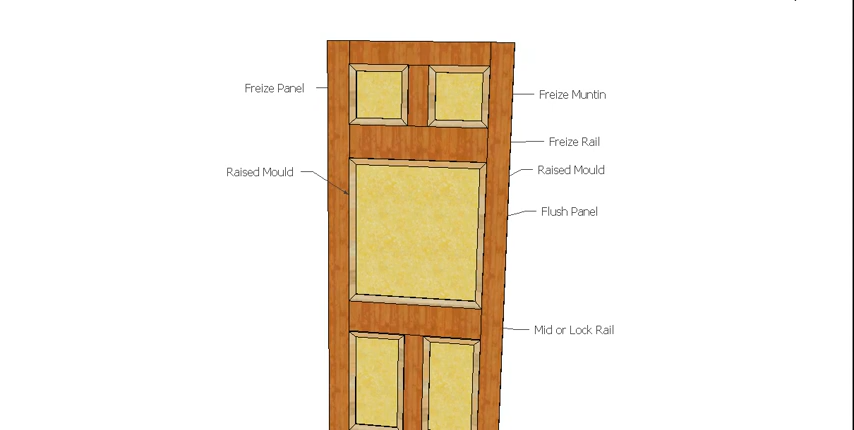 Freize Panel
Freize Muntin
Freize Rail
Raised Mould
Raised Mould
Flush Panel
Mid or Lock Rail